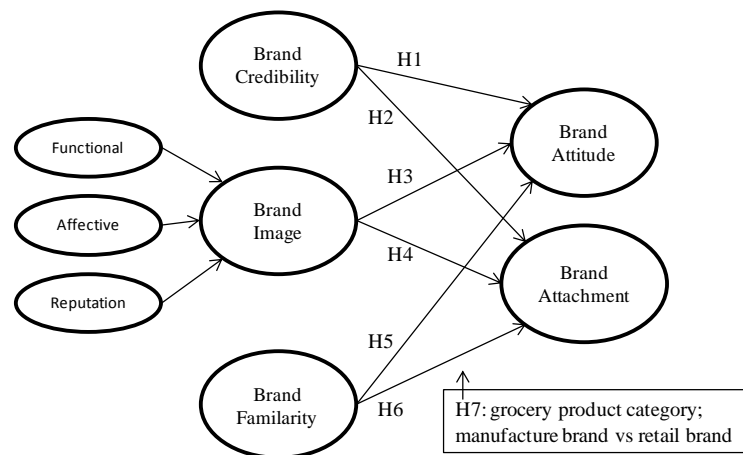 Brand
Credibility
H1
H2
Brand
Attitude
Functional
Affective
Reputation
Brand
Image
H3
H4
Brand
Attachment
H5
H6
Brand
Familarity
H7: grocery product category;
manufacture brand vs retail brand